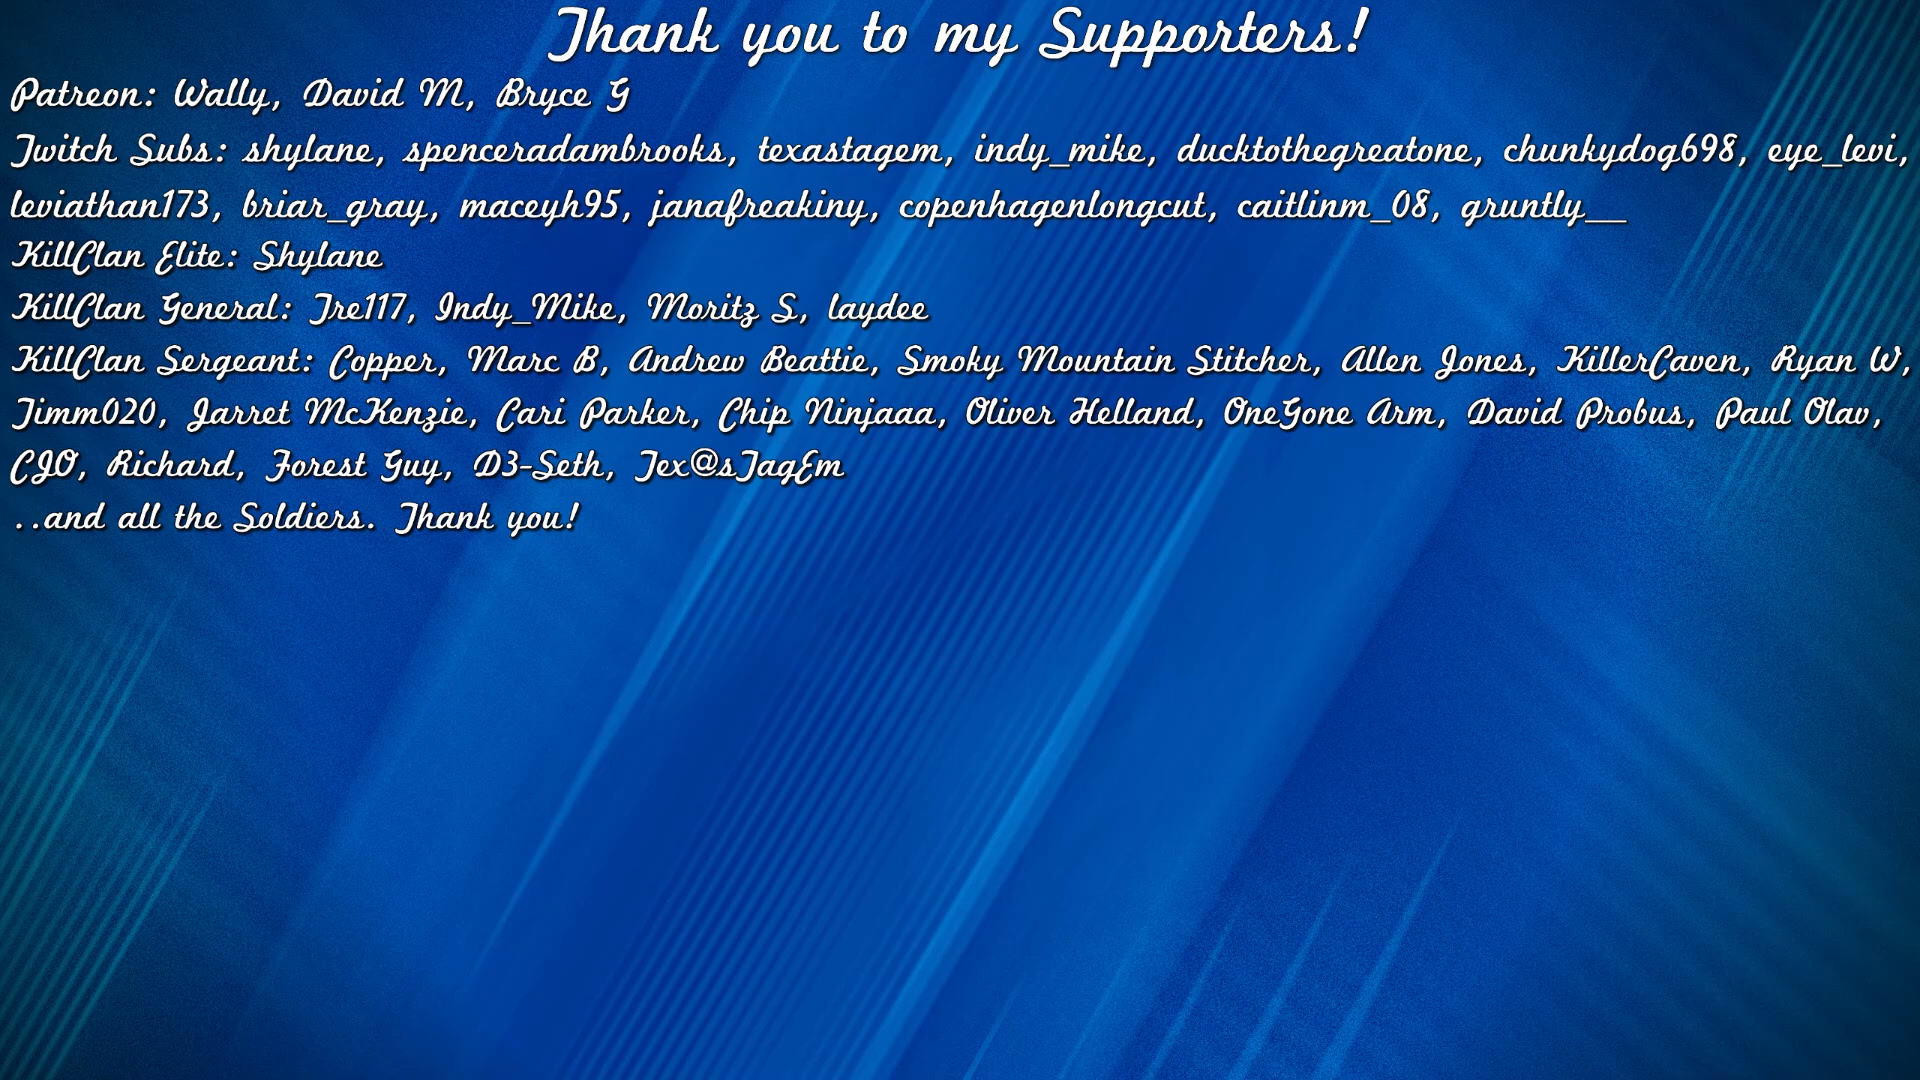 Thank you to my Supporters!
Patreon: Wally, David M, Bryce G
Twitch Subs: shylane, spenceradambrooks, texastagem, indy_mike, ducktothegreatone, chunkydog698, eye_levi,
leviathan173, briar_gray, maceyh95, janafreakiny, copenhagenlongcut, caitlinm_08, gruntly__
KillClan Elite: Shylane
KillClan General: Tre117, Indy_Mike, Moritz S, laydee
KillClan Sergeant: Copper, Marc B, Andrew Beattie, Smoky Mountain Stitcher, Allen Jones, KillerCaven, Ryan W,
Timm020, Jarret McKenzie, Cari Parker, Chip Ninjaaa, Oliver Helland, OneGone Arm, David Probus, Paul Olav,
CJO, Richard, Forest Guy, D3-Seth, Tex@sTagEm
..and all the Soldiers. Thank you!